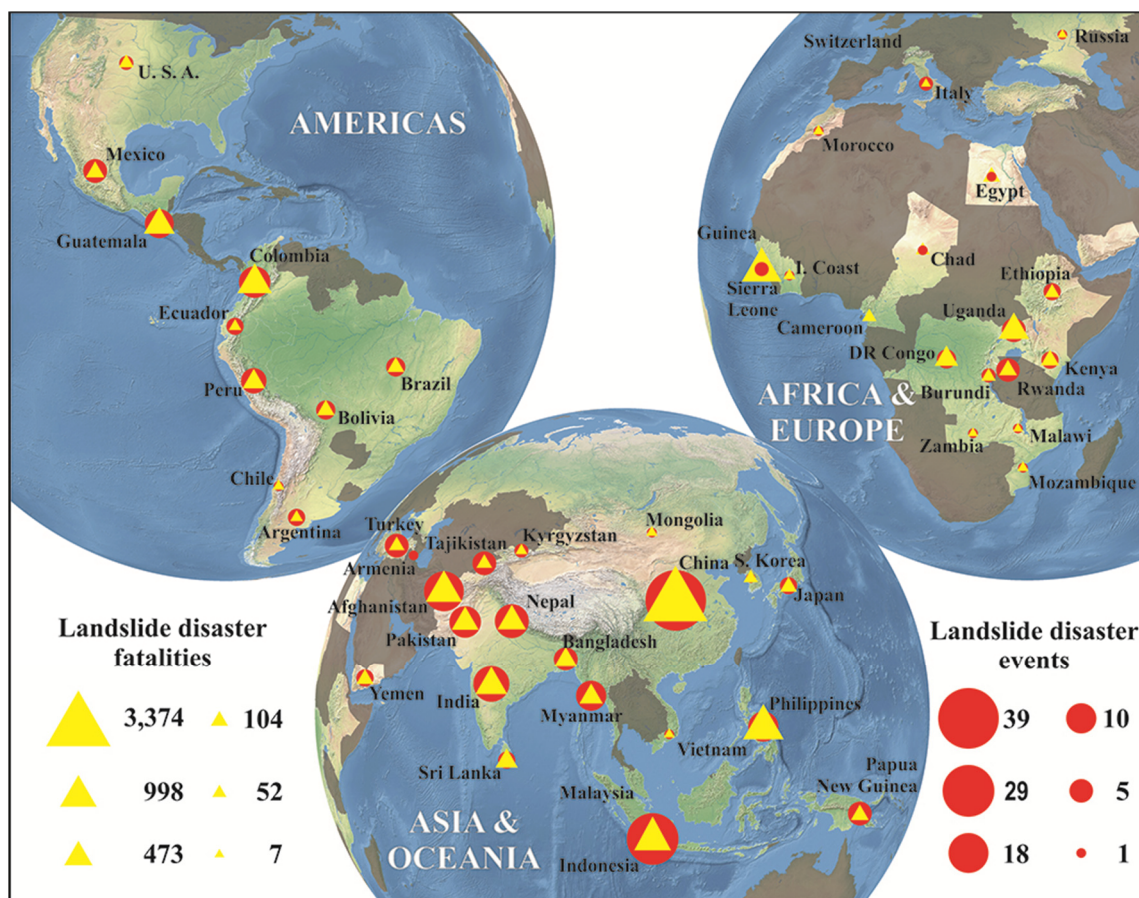 U. S. A.
AMERICAS
Mexico
Guatemala
Colombia
Ecuador
Peru
Brazil
Bolivia
Chile
Argentina
Switzerland
Russia
Italy
Morocco
Egypt
Guinea
I. Coast
Chad
Ethiopia
Sierra
Leone
Cameroon
Uganda
DR Congo
Kenya
Burundi
Rwanda
AFRICA &
EUROPE
Zambia
Malawi
Mozambique
Turkey
Armenia
Tajikistan
Kyrgyzstan
Mongolia
China
S. Korea
Japan
Afghanistan
Pakistan
Nepal
Bangladesh
Yemen
India
Myanmar
Philippines
Vietnam
Sri Lanka
Malaysia
Papua
New Guinea
ASIA &
OCEANIA
Indonesia
Landslide disaster
fatalities
3,374 104
998 52
473 7
Landslide disaster
events
39 10
29 5
18 1